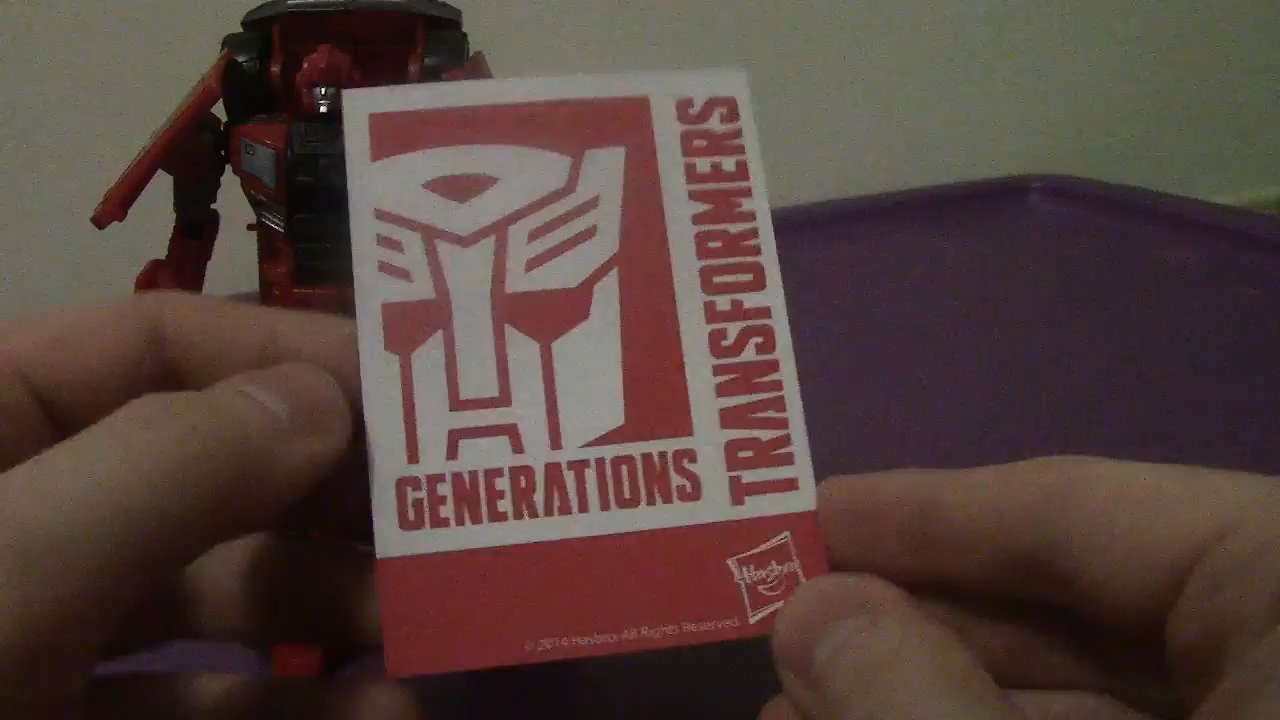 TRANSFORMERS
GENERATIONS
Hasbro
© 2014 Hasbro. All Rights Reserved.